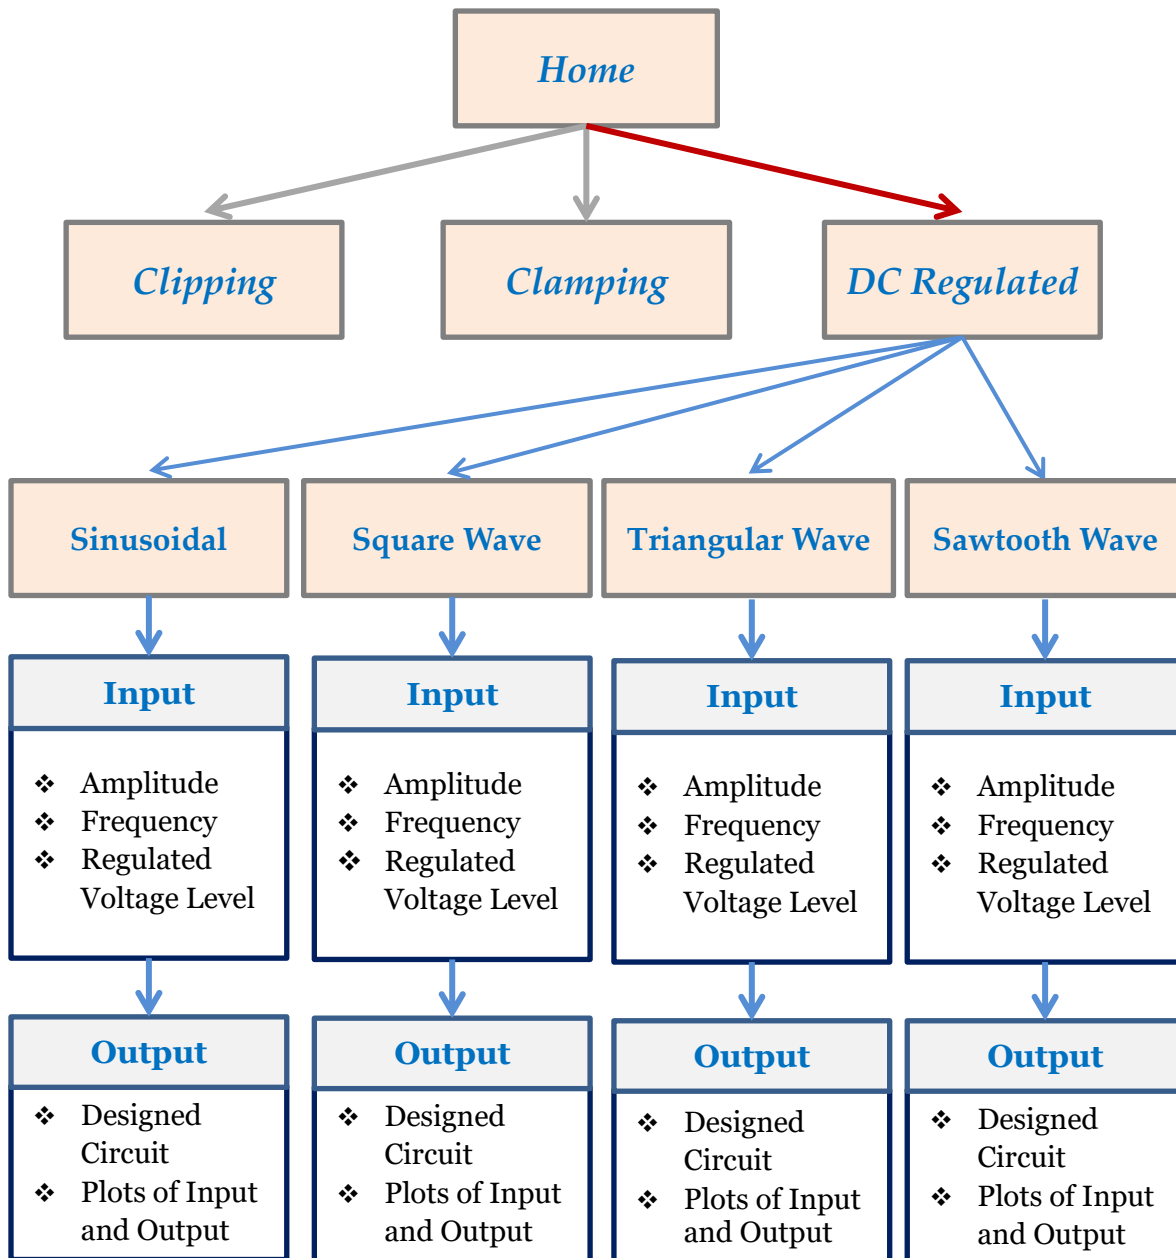 Home
Clipping
Clamping
DC Regulated
Sinusoidal
Square Wave
Triangular Wave
Sawtooth Wave
Input
❖ Amplitude
❖ Frequency
❖ Regulated
Voltage Level
Output
❖ Designed
Circuit
❖ Plots of Input
and Output
Input
❖ Amplitude
❖ Frequency
❖ Regulated
Voltage Level
Output
❖ Designed
Circuit
❖ Plots of Input
and Output
Input
❖ Amplitude
❖ Frequency
❖ Regulated
Voltage Level
Output
❖ Designed
Circuit
❖ Plots of Input
and Output
Input
❖ Amplitude
❖ Frequency
❖ Regulated
Voltage Level
Output
❖ Designed
Circuit
❖ Plots of Input
and Output